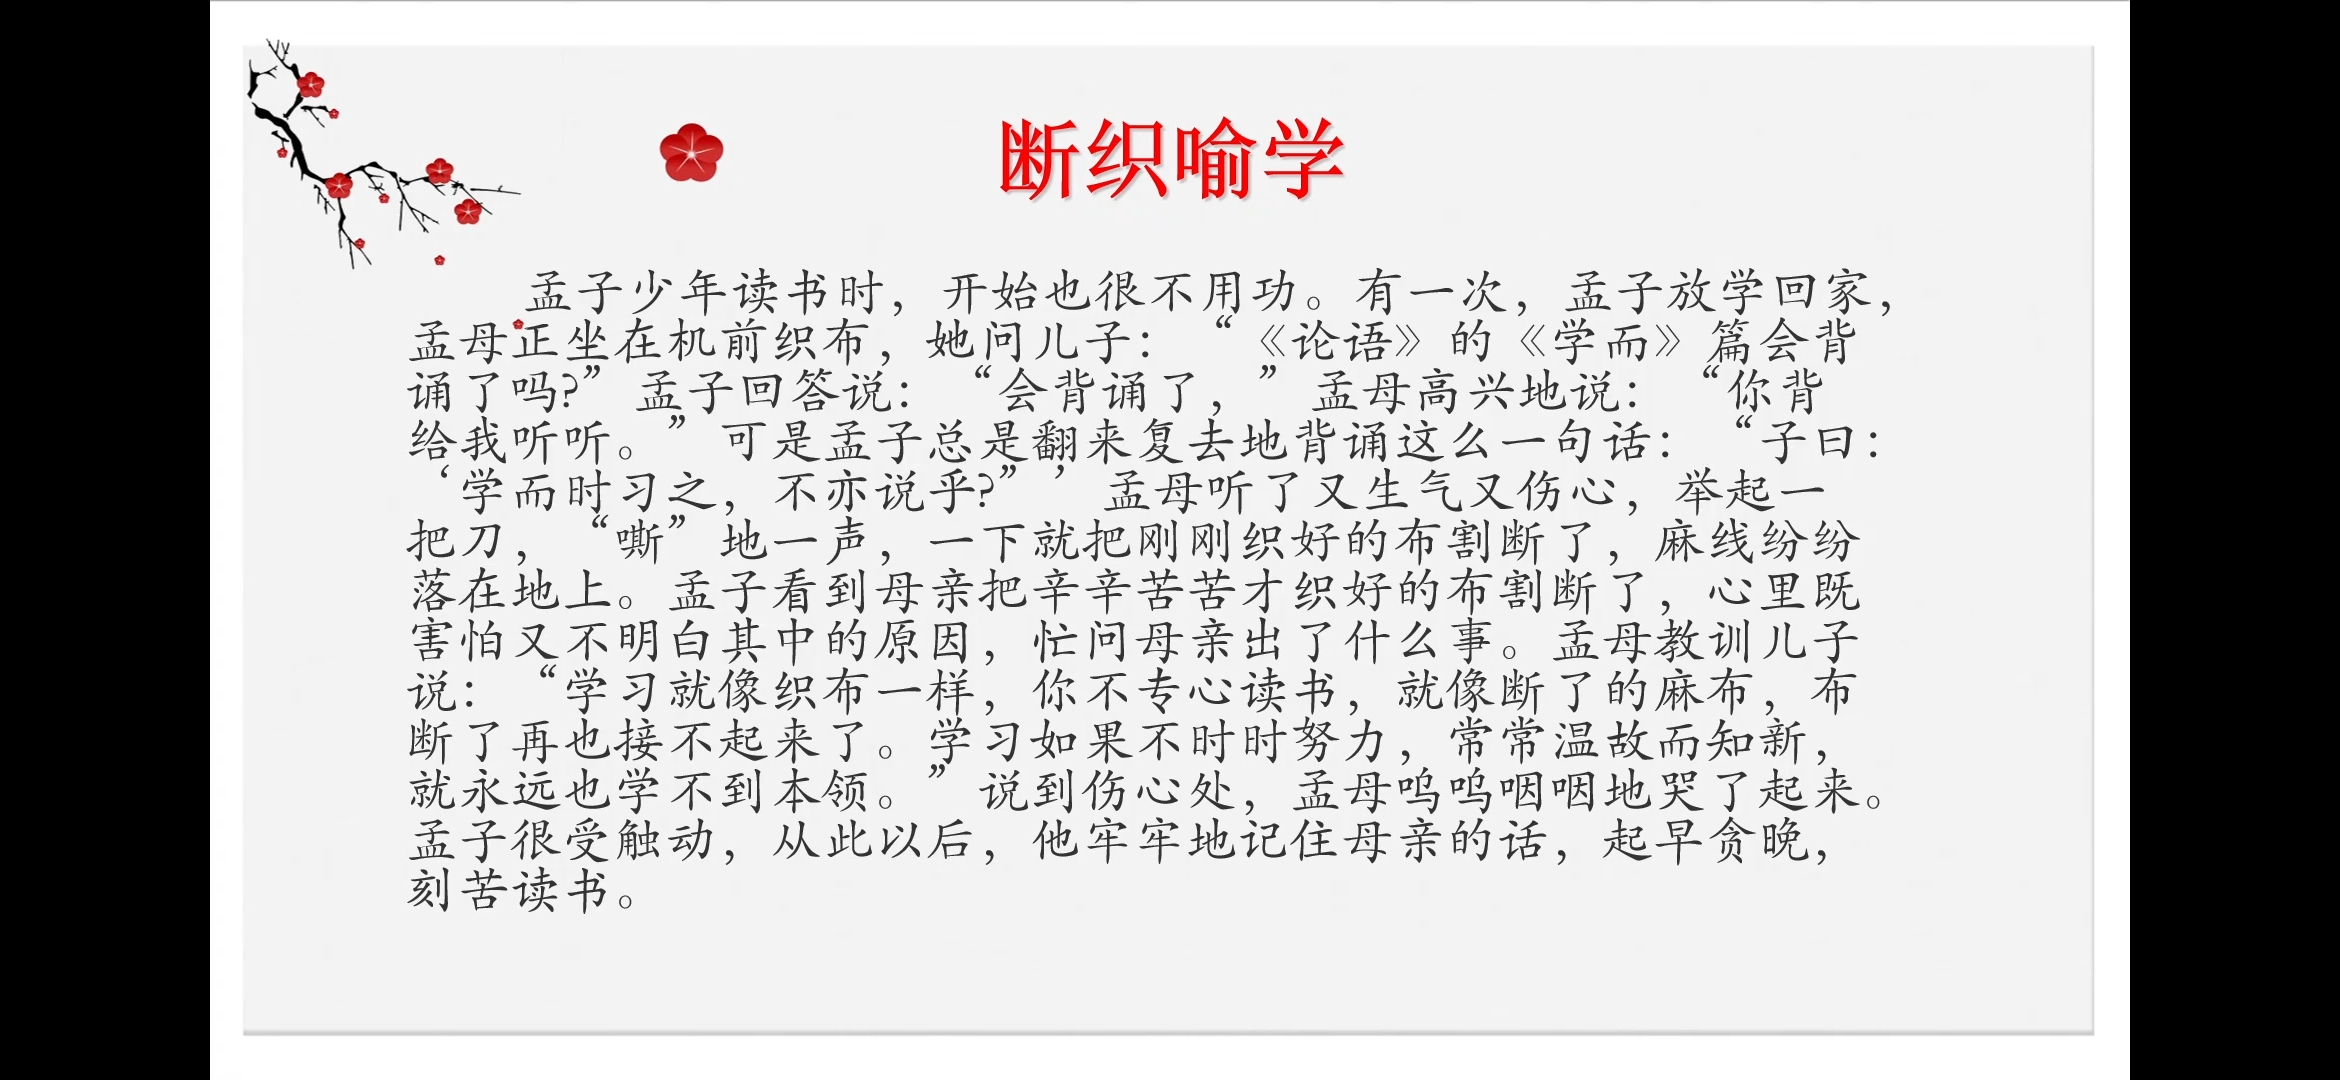 断织喻学
孟子少年读书时，开始也很不用功。有一次，孟子放学回家，
孟母正坐在机前织布，她问儿子：“《论语》的《学而》篇会背
诵了吗?”孟子回答说：“会背诵了，”孟母高兴地说：“你背
给我听听。”可是孟子总是翻来复去地背诵这么一句话：“子曰：
‘学而时习之，不亦说乎?”’孟母听了又生气又伤心，举起一
把刀，“嘶”地一声，一下就把刚刚织好的布割断了，麻线纷纷
落在地上。孟子看到母亲把辛辛苦苦才织好的布割断了，心里既
害怕又不明白其中的原因，忙问母亲出了什么事。孟母教训儿子
说：“学习就像织布一样，你不专心读书，就像断了的麻布，布
断了再也接不起来了。学习如果不时时努力，常常温故而知新，
就永远也学不到本领。”说到伤心处，孟母呜呜咽咽地哭了起来。
孟子很受触动，从此以后，他牢牢地记住母亲的话，起早贪晚，
刻苦读书。